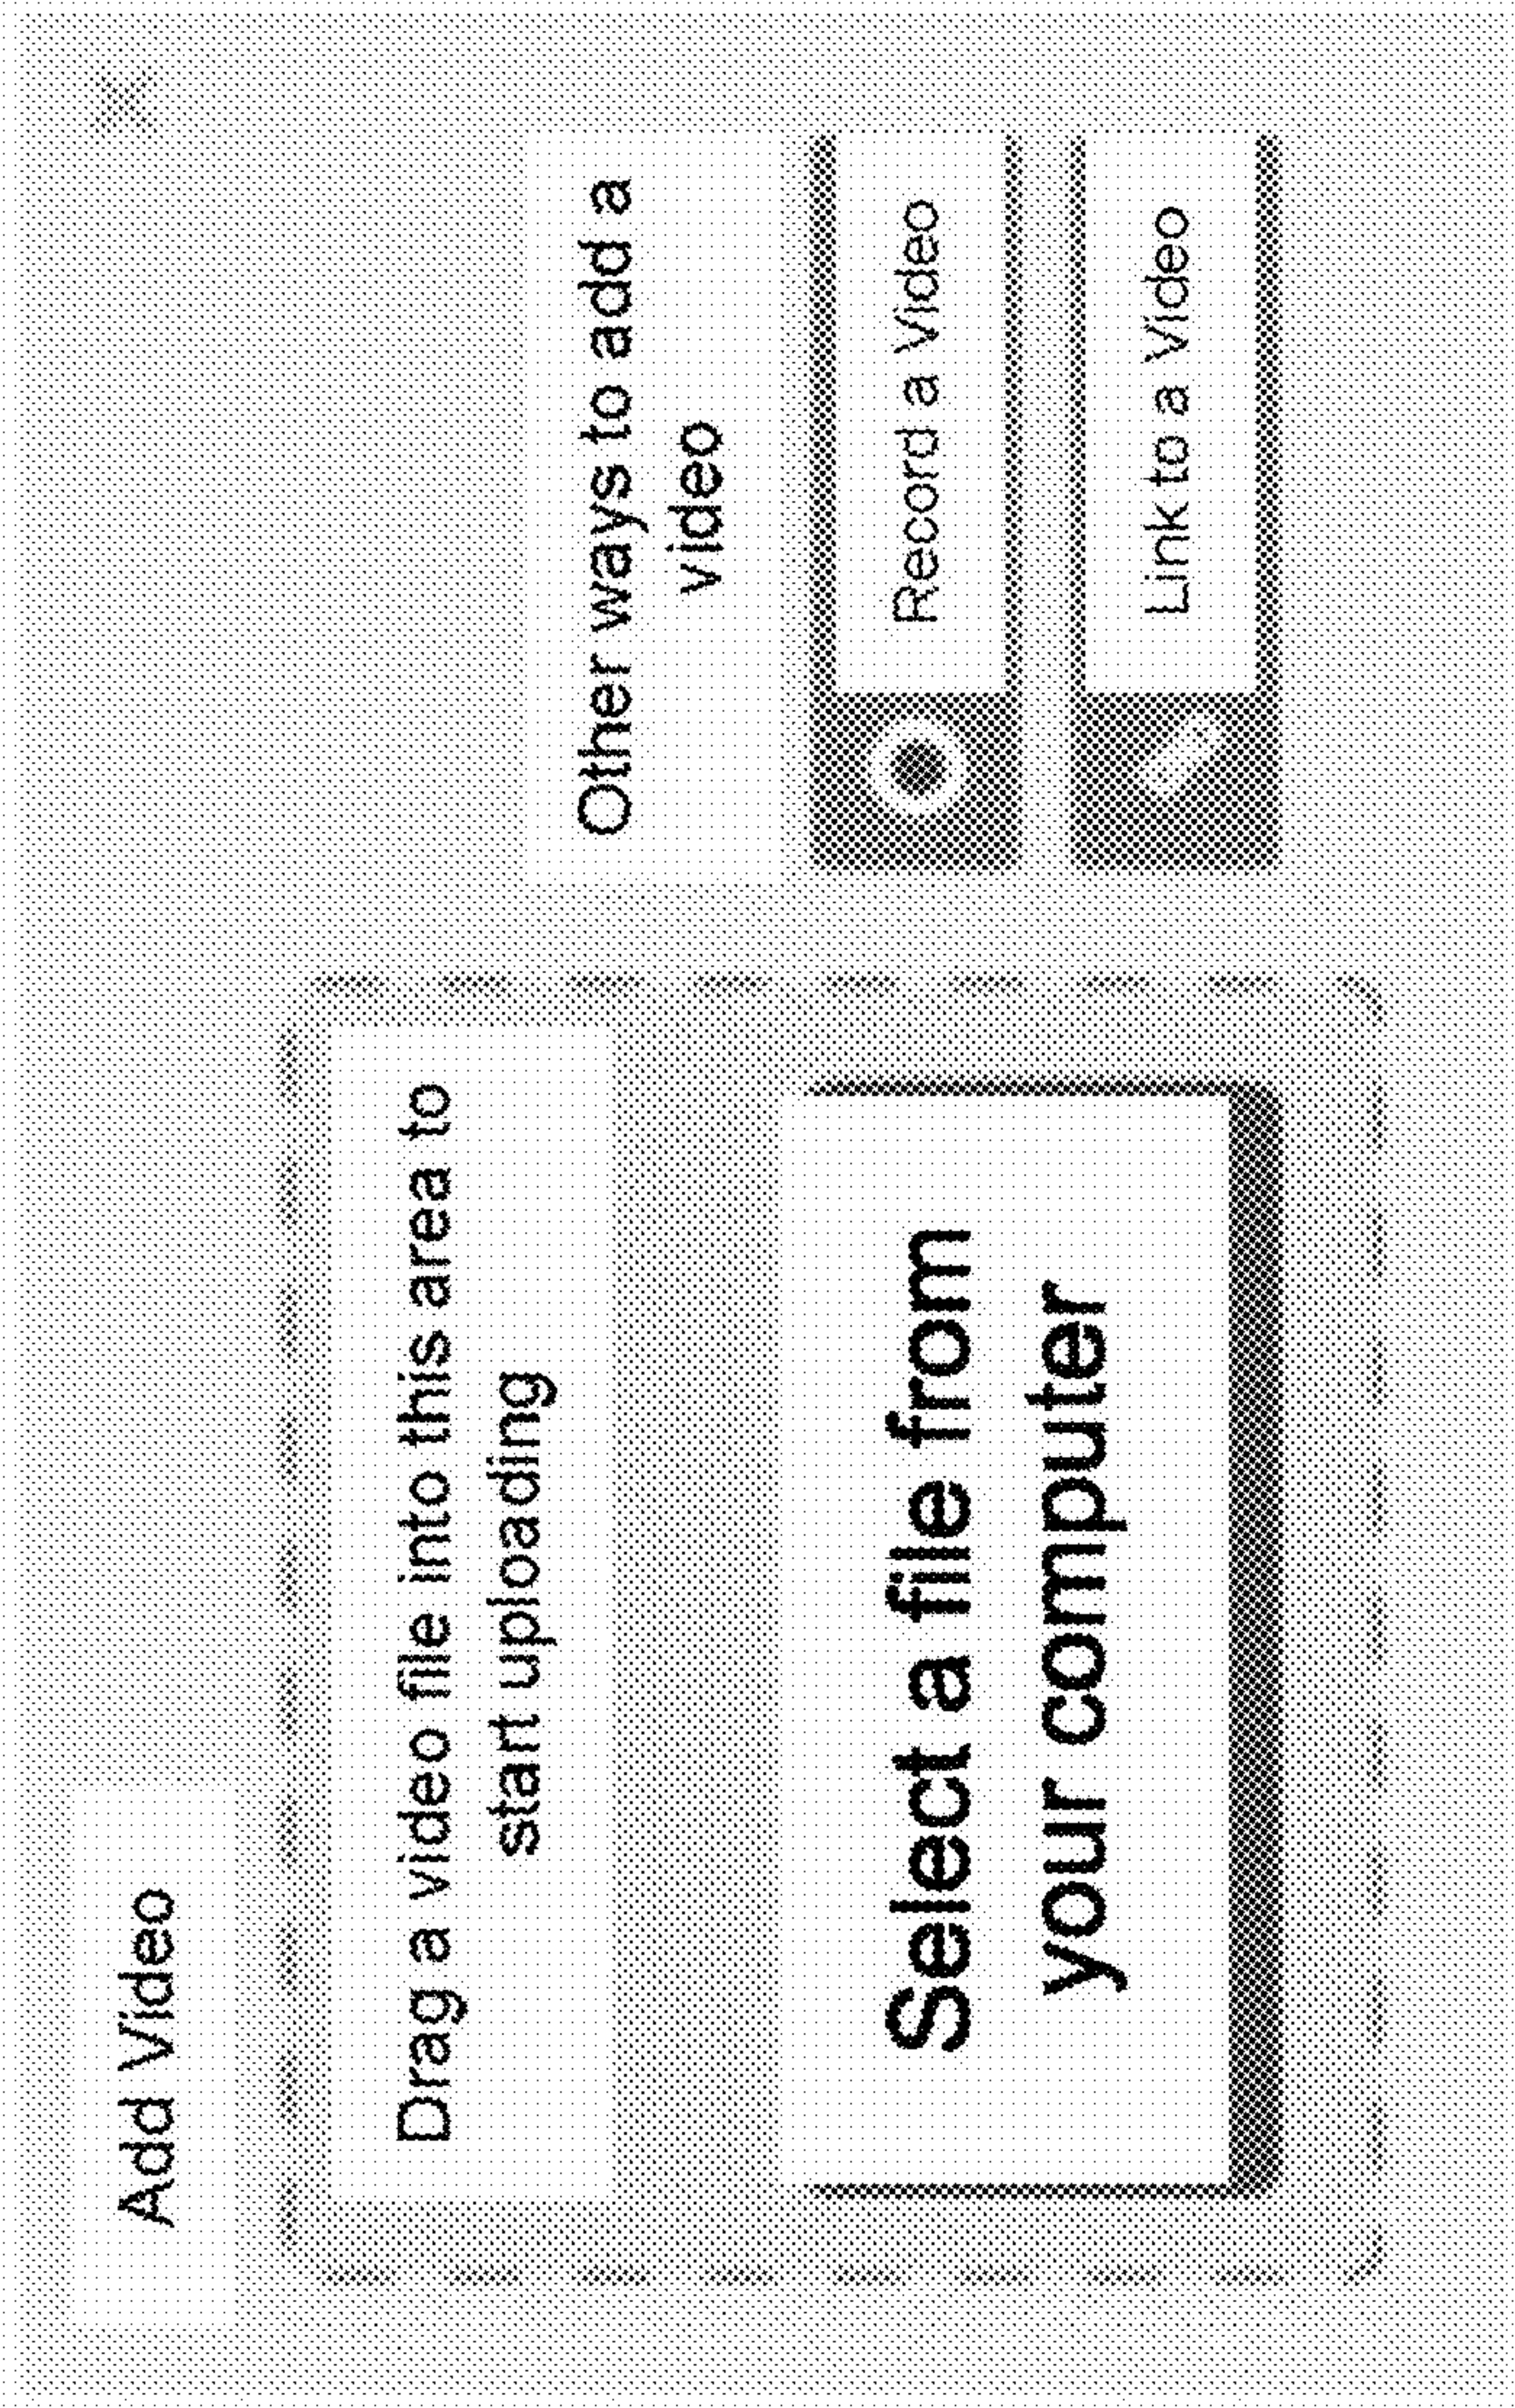 Add Video
Drag a video file into this area to
start uploading
Select a file from
your computer
Other ways to add a
video
Record a Video
Link to a Video